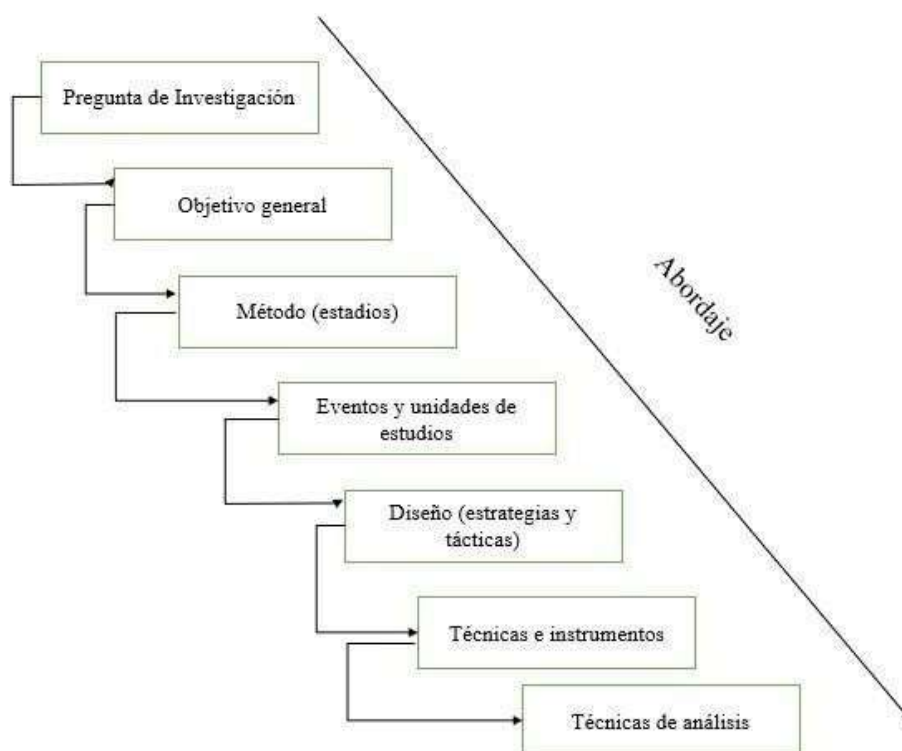 Pregunta de Investigación
Objetivo general
Método (estadios)
Abordaje
Eventos y unidades de
estudios
Diseño (estrategias y
tácticas)
Técnicas e instrumentos
Técnicas de análisis